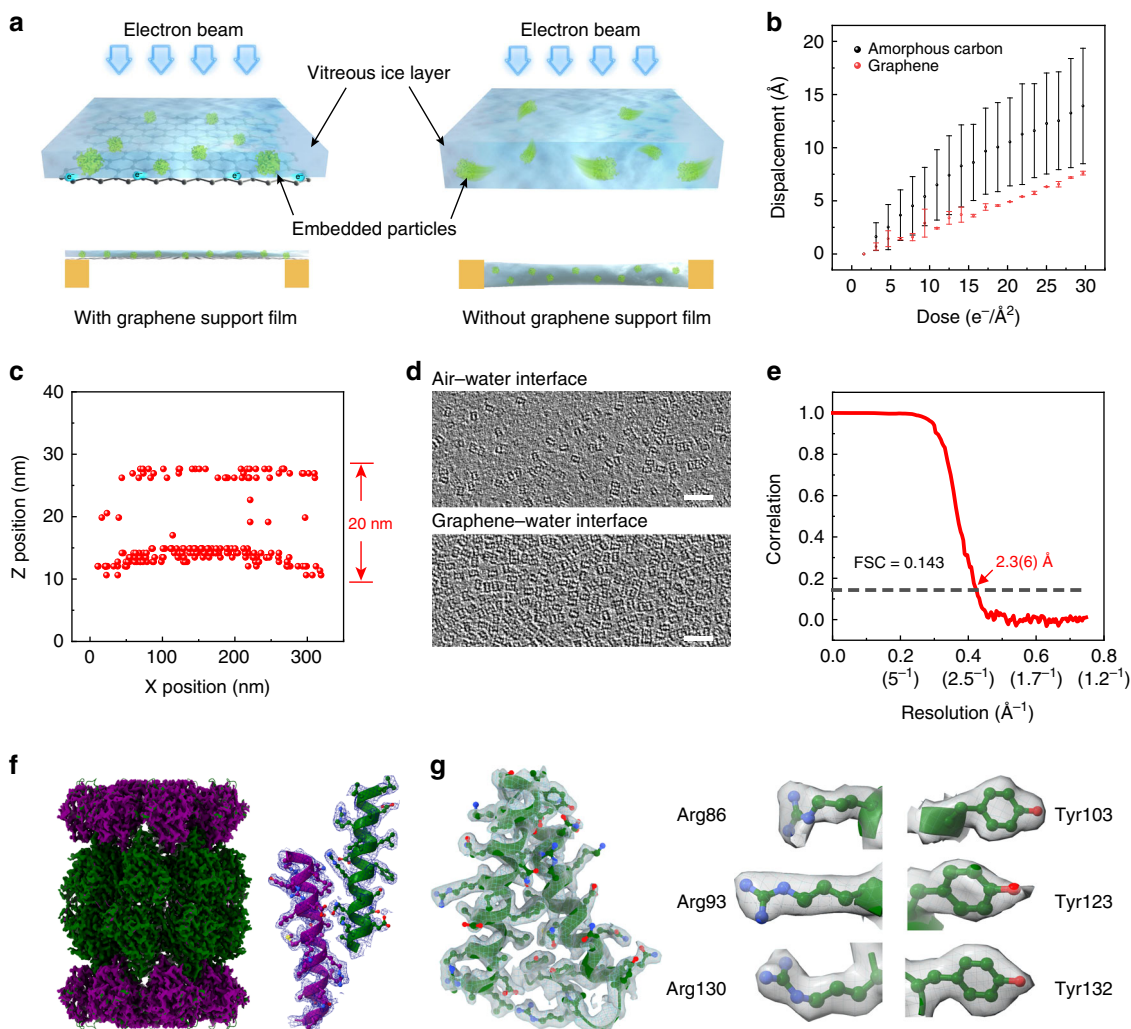 a
Electron beam
Electron beam
Vitreous ice layer
e⁻ e⁻ e⁻ e⁻
Embedded particles
With graphene support film
Without graphene support film
b
Dispalcement (Å)
20
15
10
5
0
Amorphous carbon
Graphene
0 5 10 15 20 25 30
Dose (e⁻/Å²)
c
Z position (nm)
40
30
20
10
0
20 nm
0 100 200 300
X position (nm)
d
Air–water interface
Graphene–water interface
e
Correlation
1.0
0.8
0.6
0.4
0.2
0.0
FSC = 0.143
2.3(6) Å
0.0 0.2 0.4 0.6 0.8
(5⁻¹) (2.5⁻¹) (1.7⁻¹) (1.2⁻¹)
Resolution (Å⁻¹)
f
g
Arg86
Tyr103
Arg93
Tyr123
Arg130
Tyr132